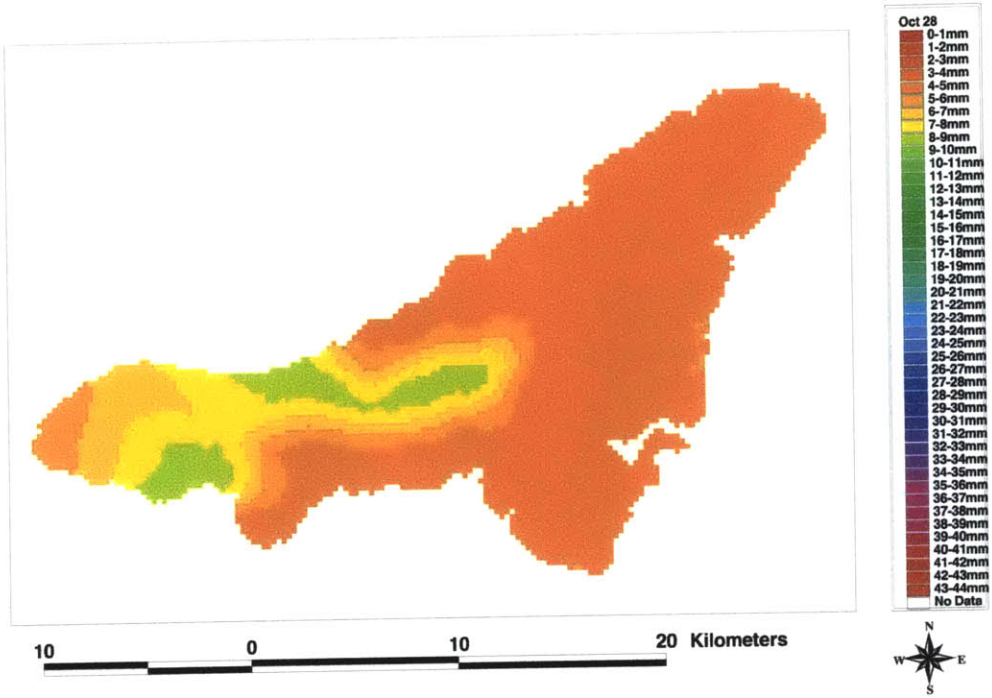 Oct 28
0-1mm
1-2mm
2-3mm
3-4mm
4-5mm
5-6mm
6-7mm
7-8mm
8-9mm
9-10mm
10-11mm
11-12mm
12-13mm
13-14mm
14-15mm
15-16mm
16-17mm
17-18mm
18-19mm
19-20mm
20-21mm
21-22mm
22-23mm
23-24mm
24-25mm
25-26mm
26-27mm
27-28mm
28-29mm
29-30mm
30-31mm
31-32mm
32-33mm
33-34mm
34-35mm
35-36mm
36-37mm
37-38mm
38-39mm
39-40mm
40-41mm
41-42mm
42-43mm
43-44mm
No Data
10 0 10 20 Kilometers
N
W E
S